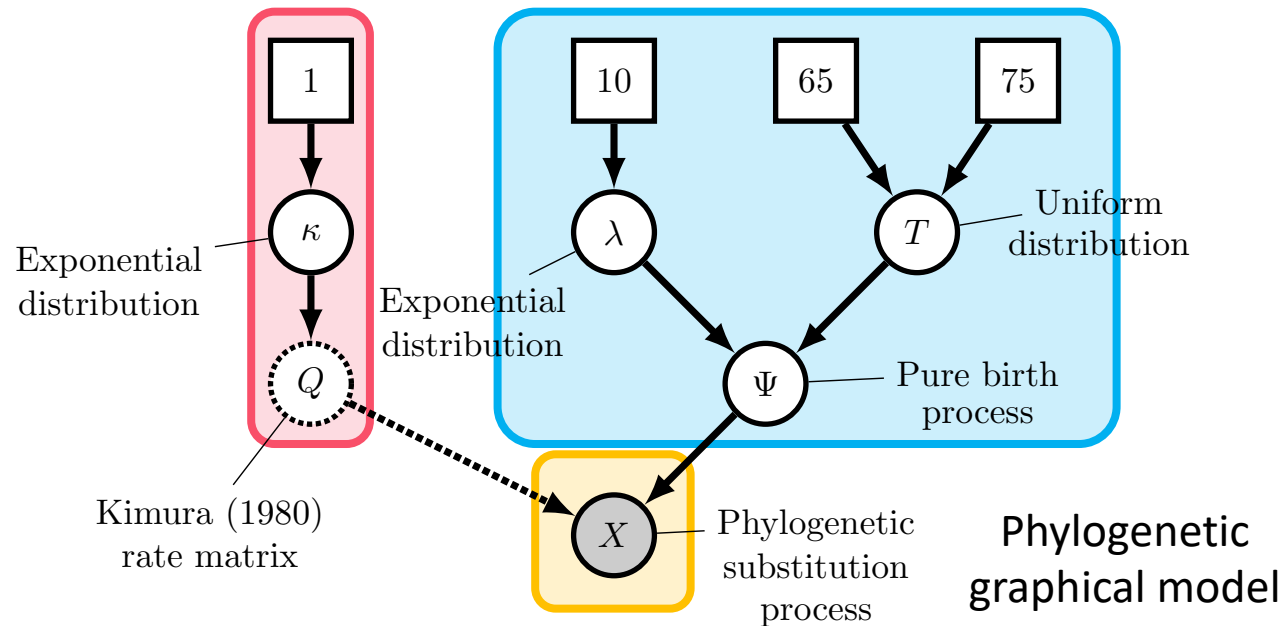 1
10
65
75
κ
λ
T
Uniform
distribution
Exponential
distribution
Exponential
distribution
Q
Ψ
Pure birth
process
Kimura (1980)
rate matrix
X
Phylogenetic
substitution
process
Phylogenetic
graphical model